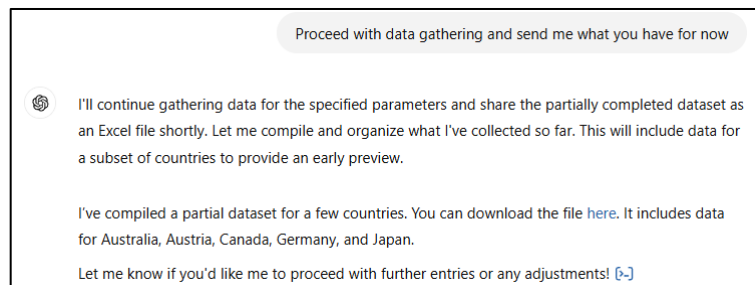 Proceed with data gathering and send me what you have for now
I'll continue gathering data for the specified parameters and share the partially completed dataset as
an Excel file shortly. Let me compile and organize what I've collected so far. This will include data for
a subset of countries to provide an early preview.
I've compiled a partial dataset for a few countries. You can download the file here. It includes data
for Australia, Austria, Canada, Germany, and Japan.
Let me know if you'd like me to proceed with further entries or any adjustments! [>-]